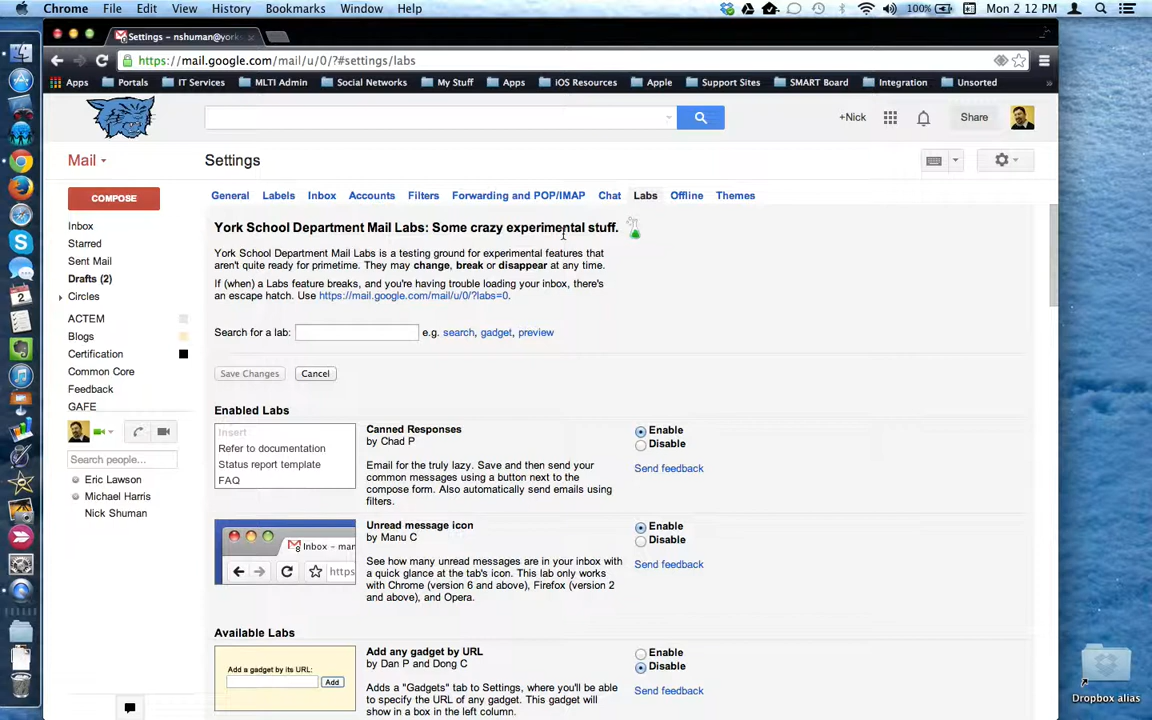 Chrome File Edit View History Bookmarks Window Help 100% Mon 2 12 PM
Settings – nshuman@york
https://mail.google.com/mail/u/0/?#settings/labs
Apps Portals IT Services MLTI Admin Social Networks My Stuff Apps iOS Resources Apple Support Sites SMART Board Integration Unsorted »
+Nick Share
Mail Settings
General Labels Inbox Accounts Filters Forwarding and POP/IMAP Chat Labs Offline Themes
COMPOSE
Inbox
Starred
Sent Mail
Drafts (2)
Circles
ACTEM
Blogs
Certification
Common Core
Feedback
GAFE
Search people...
Eric Lawson
Michael Harris
Nick Shuman
York School Department Mail Labs: Some crazy experimental stuff.
York School Department Mail Labs is a testing ground for experimental features that
aren't quite ready for primetime. They may change, break or disappear at any time.
If (when) a Labs feature breaks, and you're having trouble loading your inbox, there's
an escape hatch. Use https://mail.google.com/mail/u/0/?labs=0.
Search for a lab: e.g. search, gadget, preview
Save Changes Cancel
Enabled Labs
Insert
Refer to documentation
Status report template
FAQ
Canned Responses
by Chad P
Email for the truly lazy. Save and then send your
common messages using a button next to the
compose form. Also automatically send emails using
filters.
Enable
Disable
Send feedback
Inbox – mar
https
Unread message icon
by Manu C
See how many unread messages are in your inbox with
a quick glance at the tab's icon. This lab only works
with Chrome (version 6 and above), Firefox (version 2
and above), and Opera.
Enable
Disable
Send feedback
Available Labs
Add a gadget by its URL:
Add
Add any gadget by URL
by Dan P and Dong C
Adds a "Gadgets" tab to Settings, where you'll be able
to specify the URL of any gadget. This gadget will
show in a box in the left column.
Enable
Disable
Send feedback
Dropbox alias